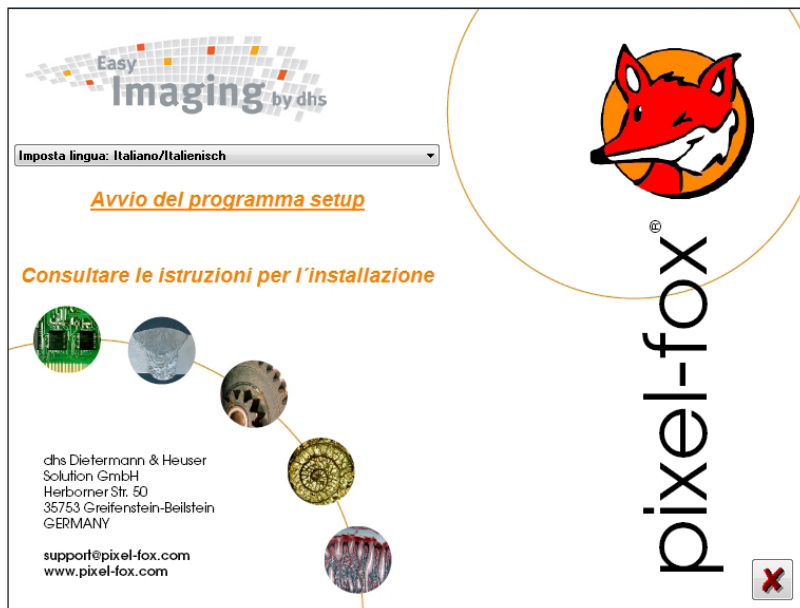 Easy
Imaging by dhs
Imposta lingua: Italiano/Italienisch
Avvio del programma setup
Consultare le istruzioni per l´installazione
dhs Dietermann & Heuser
Solution GmbH
Herborner Str. 50
35753 Greifenstein-Beilstein
GERMANY
support@pixel-fox.com
www.pixel-fox.com
pixel-fox®